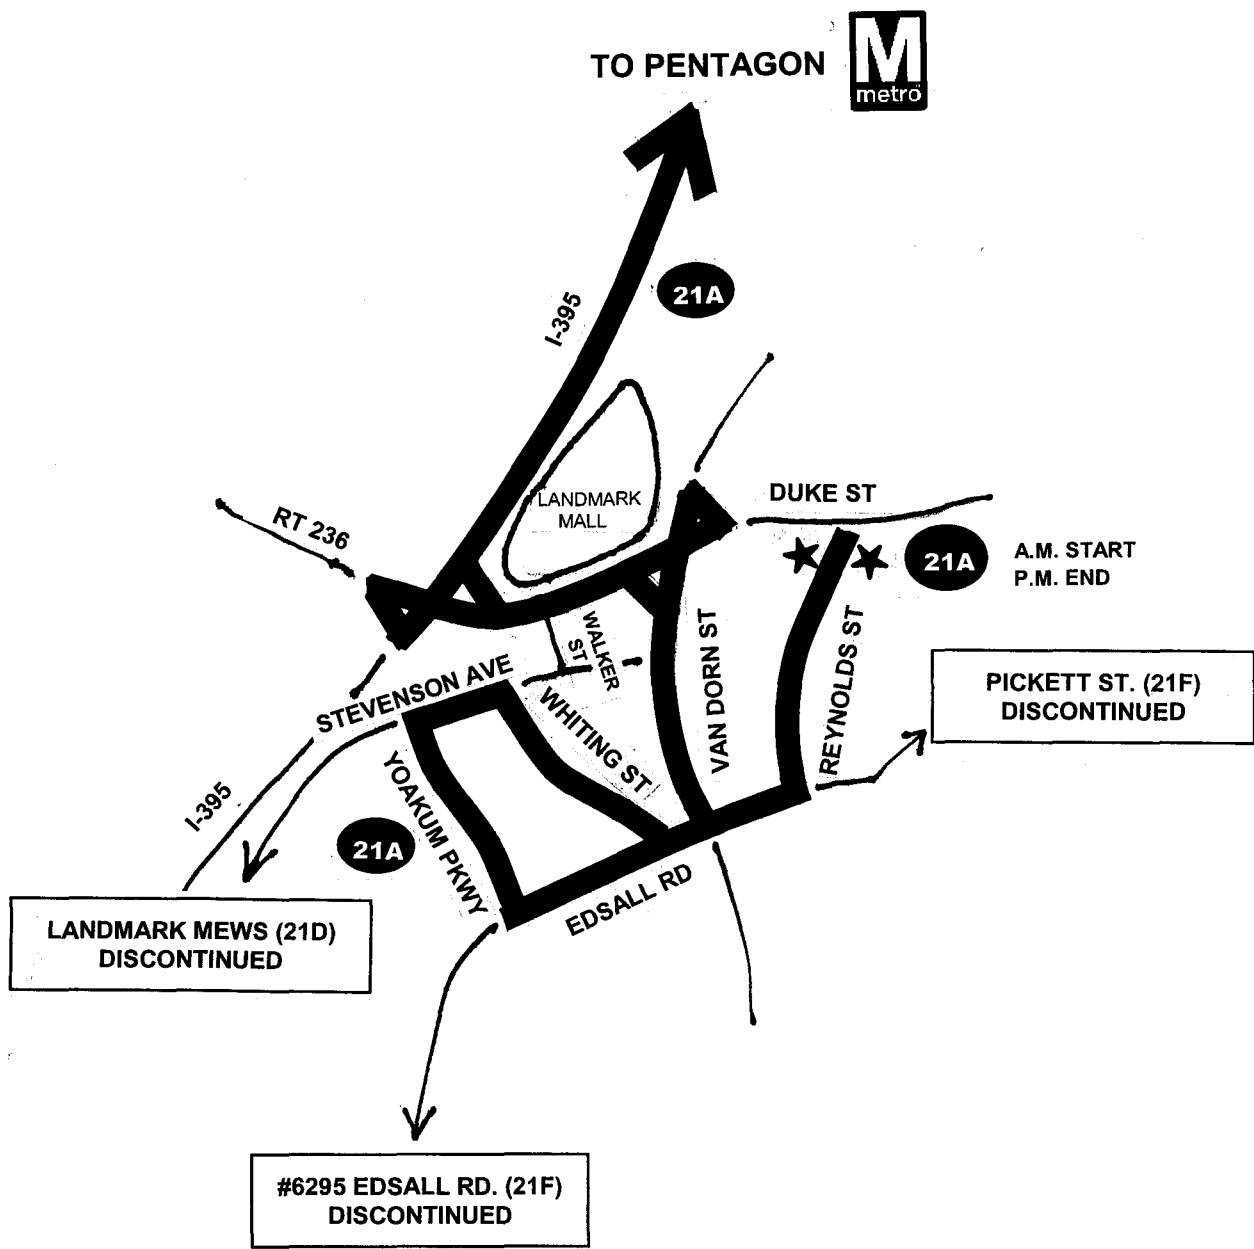 TO PENTAGON
M
metro
21A
I-395
LANDMARK
MALL
DUKE ST
RT 236
21A
A.M. START
P.M. END
WALKER
ST
STEVENSON AVE
WHITING ST
VAN DORN ST
REYNOLDS ST
PICKETT ST. (21F)
DISCONTINUED
I-395
YOAKUM PKWY
21A
EDSALL RD
LANDMARK MEWS (21D)
DISCONTINUED
#6295 EDSALL RD. (21F)
DISCONTINUED